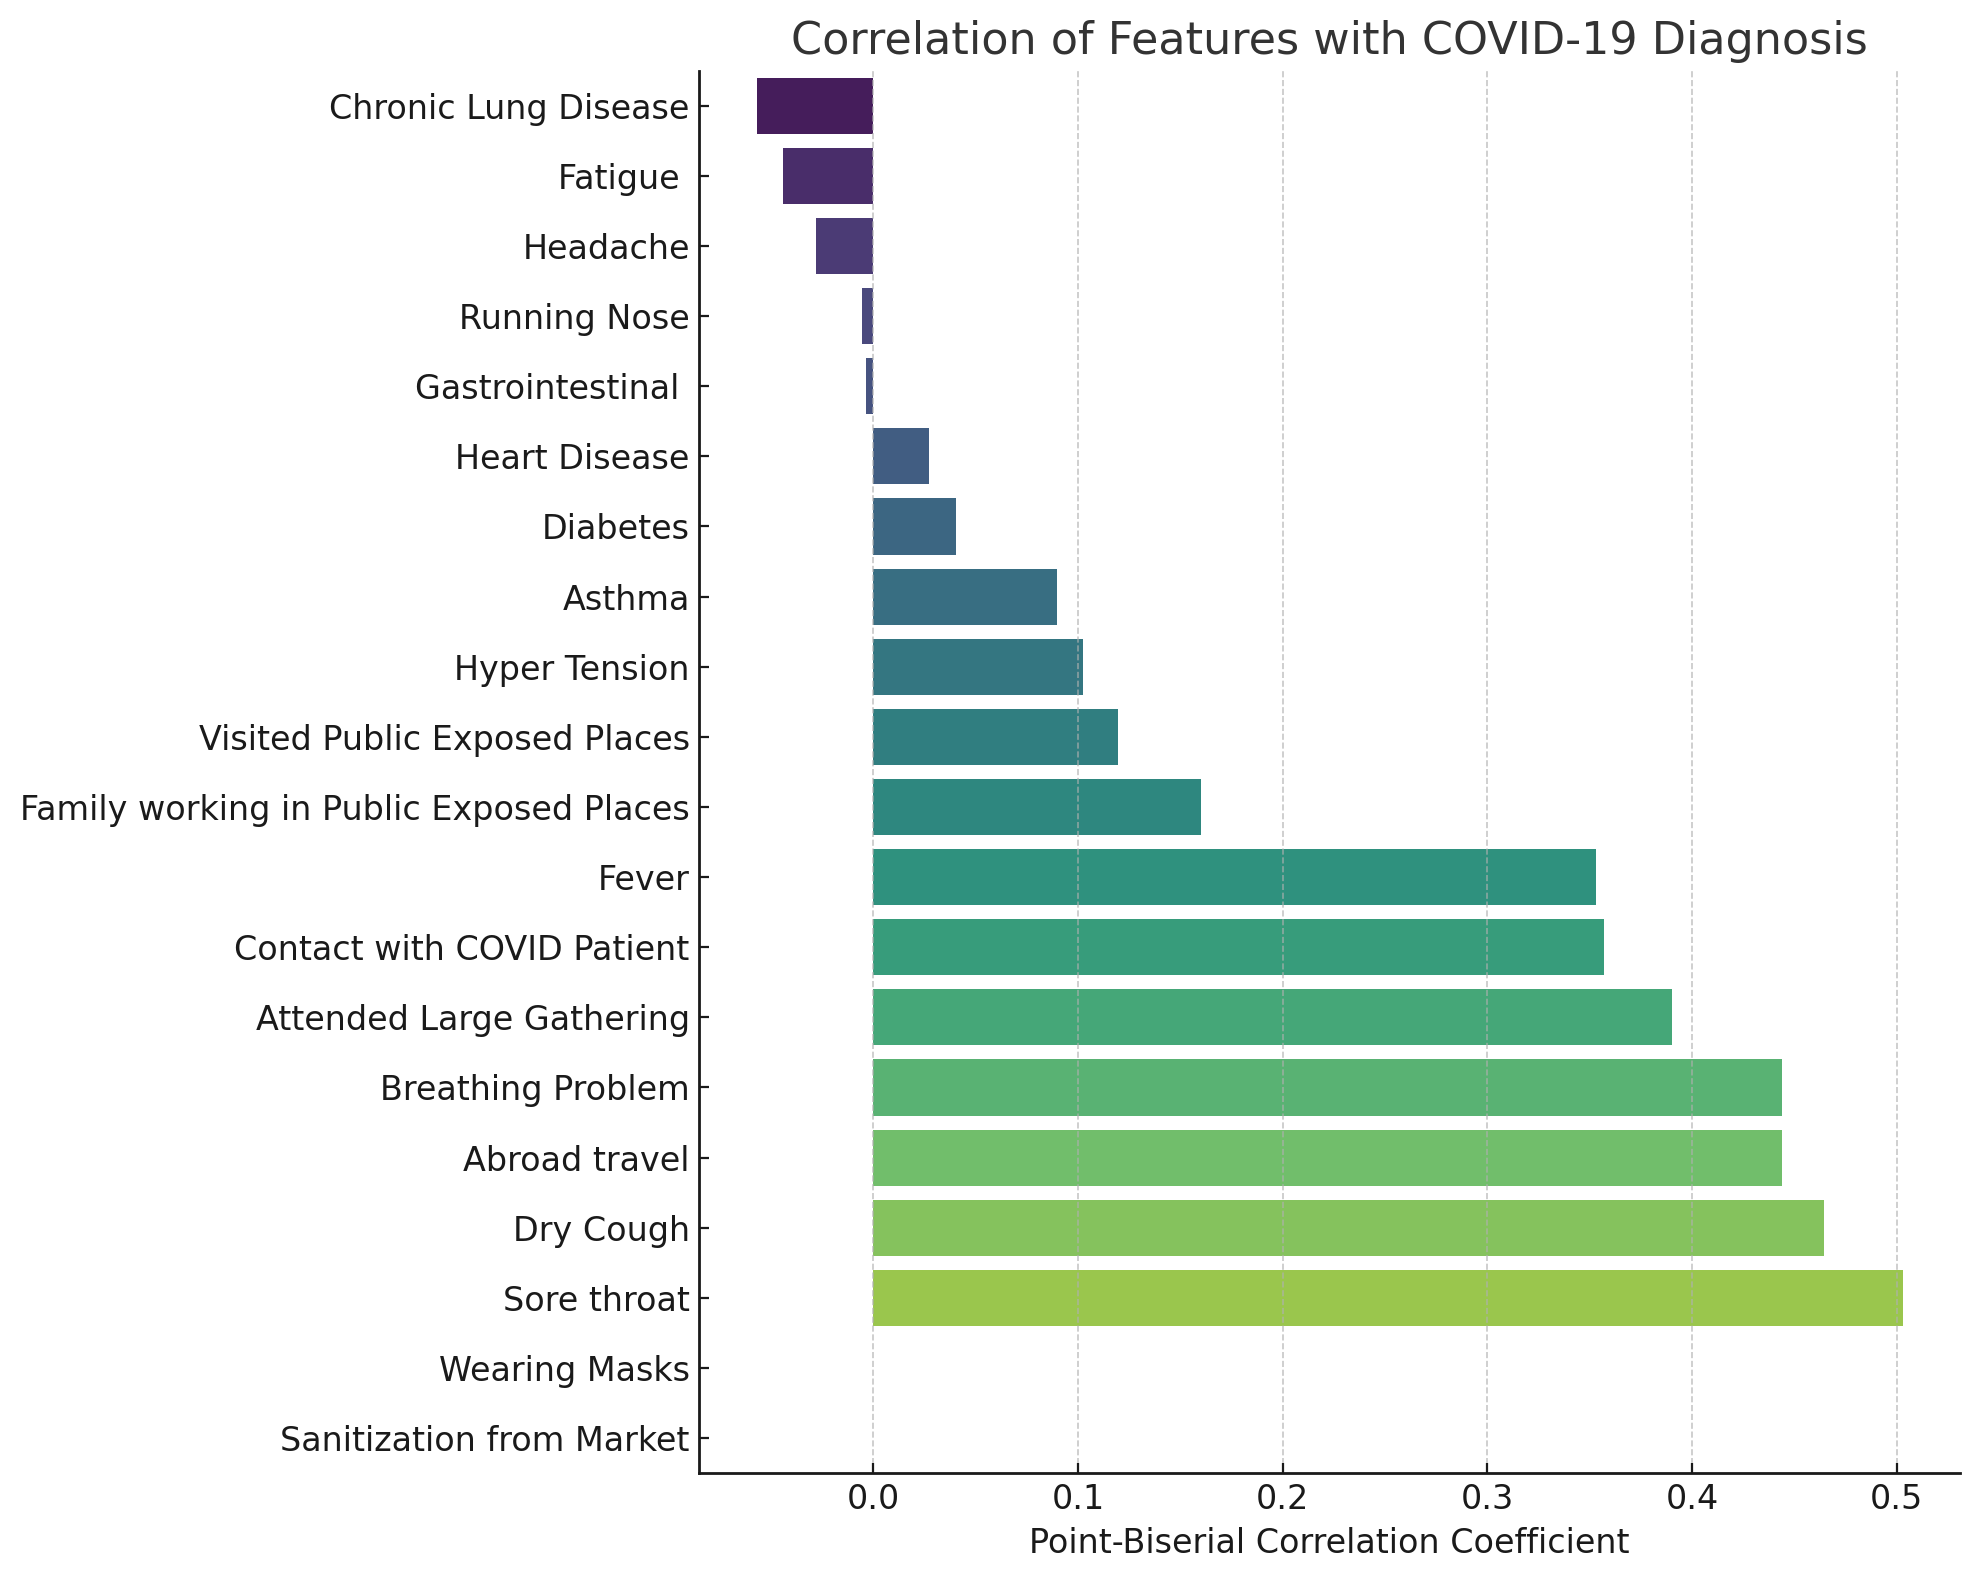 Correlation of Features with COVID-19 Diagnosis
Chronic Lung Disease
Fatigue
Headache
Running Nose
Gastrointestinal
Heart Disease
Diabetes
Asthma
Hyper Tension
Visited Public Exposed Places
Family working in Public Exposed Places
Fever
Contact with COVID Patient
Attended Large Gathering
Breathing Problem
Abroad travel
Dry Cough
Sore throat
Wearing Masks
Sanitization from Market
0.0 0.1 0.2 0.3 0.4 0.5
Point-Biserial Correlation Coefficient